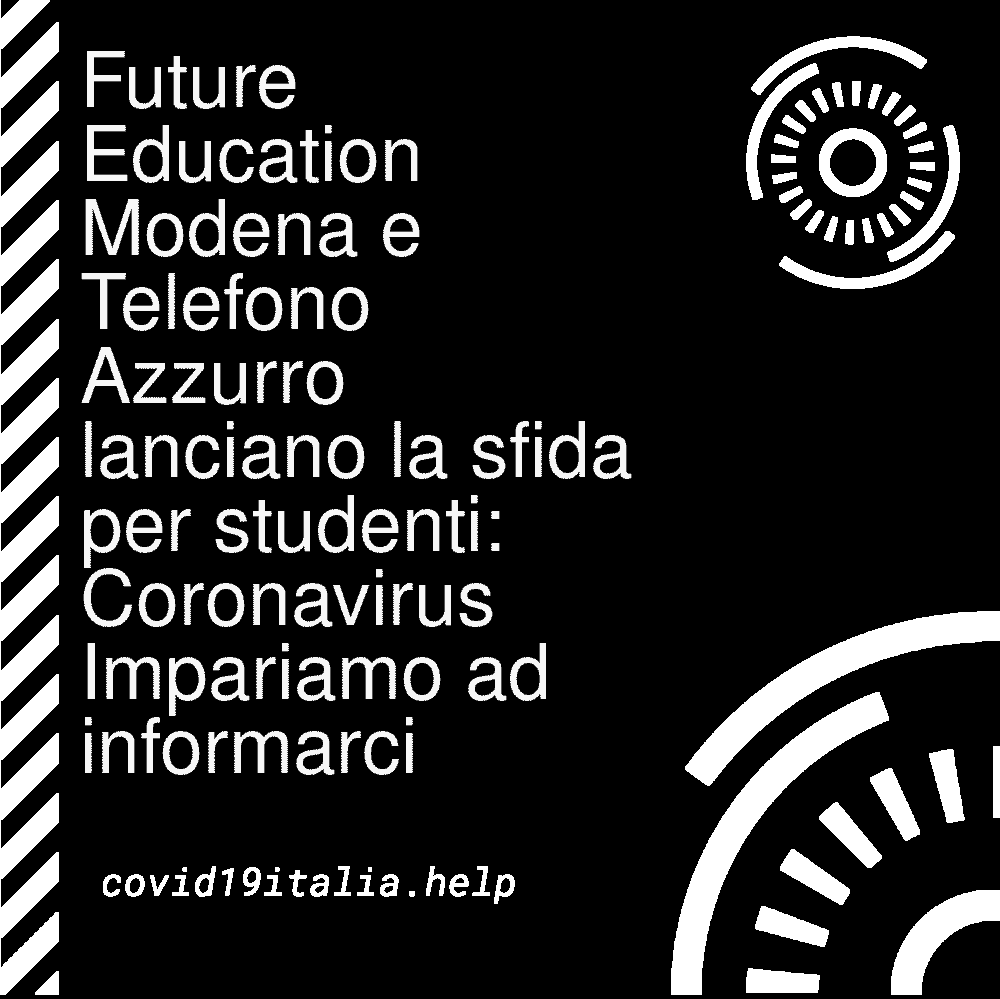 Future
Education
Modena e
Telefono
Azzurro
lanciano la sfida
per studenti:
Coronavirus
Impariamo ad
informarci
covid19italia.help